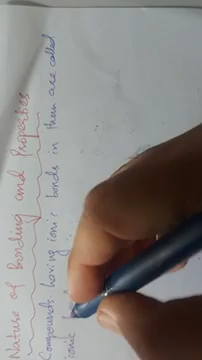 Nature of bonding and Properties
Compounds having ionic bonds in them are called
ionic